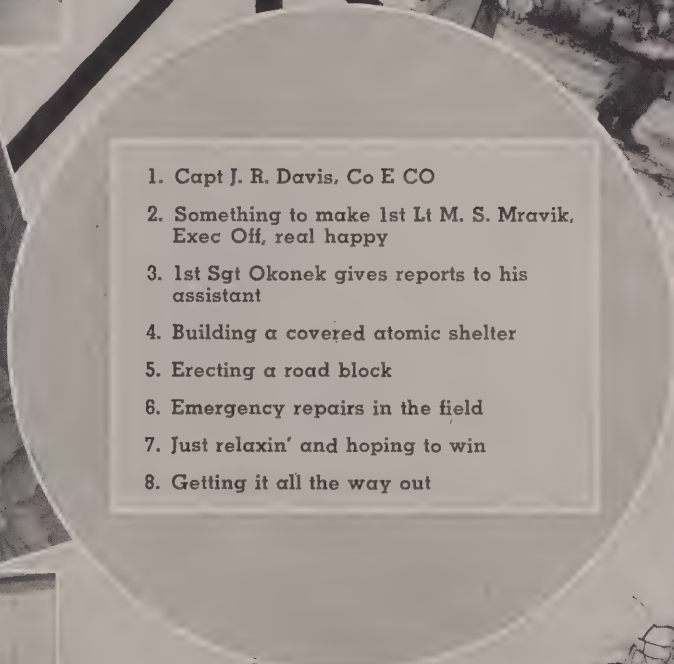 1. Capt J. R. Davis, Co E CO
2. Something to make 1st Lt M. S. Mravik,
Exec Off, real happy
3. 1st Sgt Okonek gives reports to his
assistant
4. Building a covered atomic shelter
5. Erecting a road block
6. Emergency repairs in the field
7. Just relaxin' and hoping to win
8. Getting it all the way out